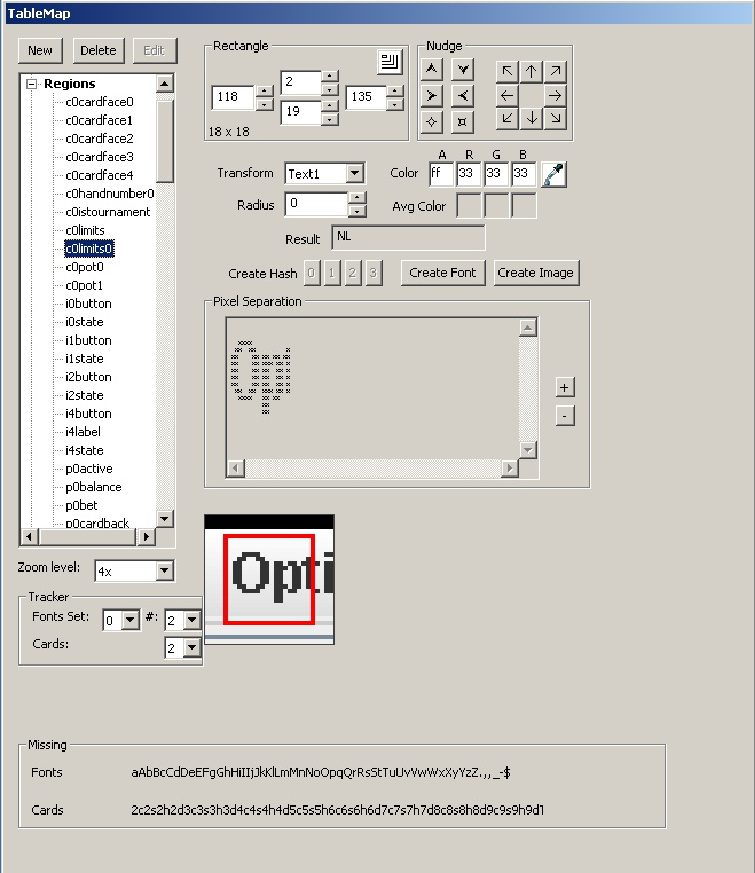 TableMap
New Delete Edit
Regions
c0cardface0
c0cardface1
c0cardface2
c0cardface3
c0cardface4
c0handnumber0
c0istournament
c0limits
c0limits0
c0pot0
c0pot1
i0button
i0state
i1button
i1state
i2button
i2state
i4button
i4label
i4state
p0active
p0balance
p0bet
p0cardback
Zoom level: 4x
Tracker
Fonts Set: 0 #: 2
Cards: 2
Rectangle
2
118 135
19
18 x 18
Nudge
Transform Text1
Radius 0
A R G B
Color ff 33 33 33
Avg Color
Result NL
Create Hash 0 1 2 3 Create Font Create Image
Pixel Separation
+
-
Opti
Missing
Fonts aAbBcCdDeEFgGhHiIIjJkKlLmMnNoOpqQrRsStTuUvVwWxXyYzZ.,,_-$
Cards 2c2s2h2d3c3s3h3d4c4s4h4d5c5s5h6c6s6h6d7c7s7h7d8c8s8h8d9c9s9h9d1